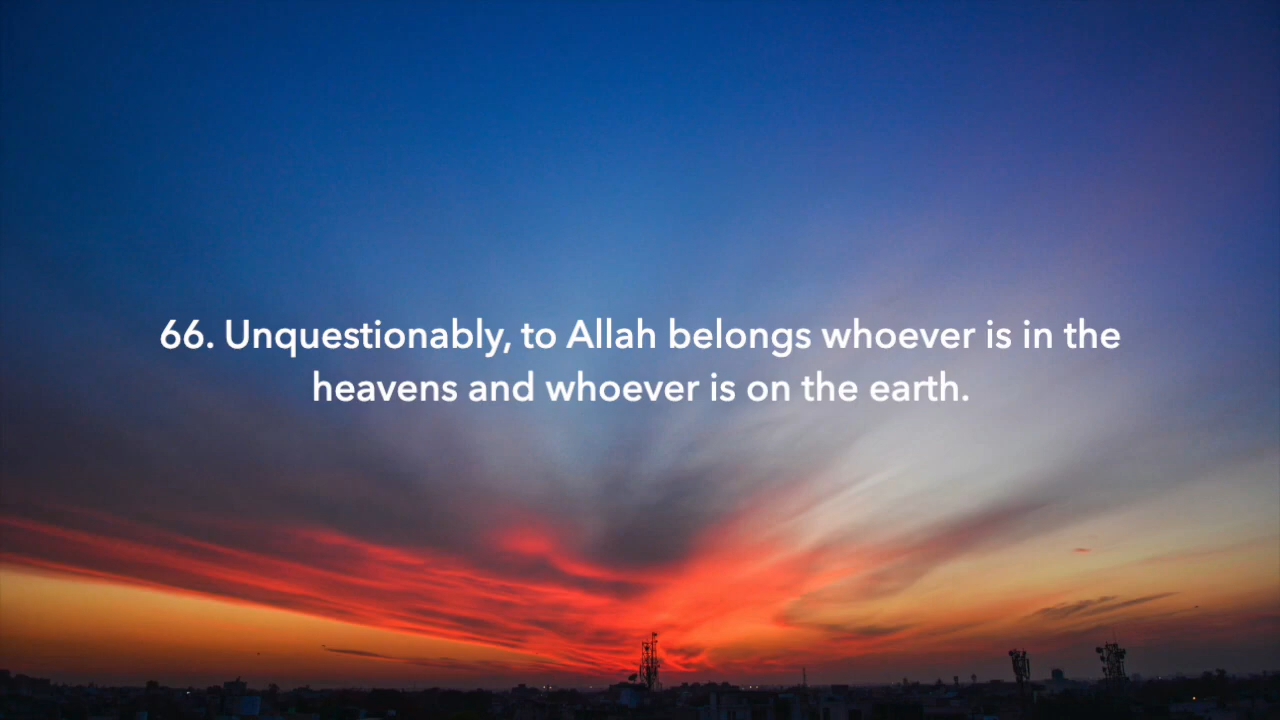 66. Unquestionably, to Allah belongs whoever is in the
heavens and whoever is on the earth.